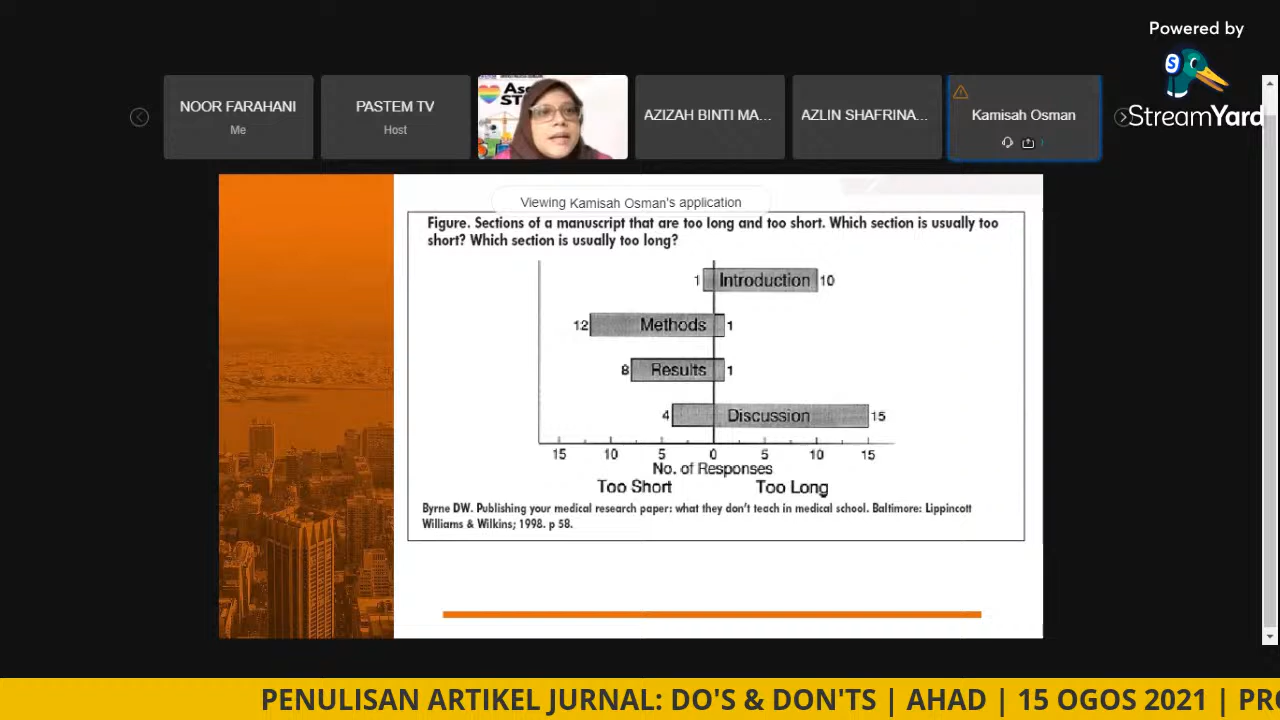 Powered by
S
StreamYard
NOOR FARAHANI
Me
PASTEM TV
Host
AZIZAH BINTI MA...
AZLIN SHAFRINA...
Kamisah Osman
Viewing Kamisah Osman's application
Figure. Sections of a manuscript that are too long and too short. Which section is usually too
short? Which section is usually too long?
1 Introduction 10
12 Methods 1
8 Results 1
4 Discussion 15
15 10 5 0 5 10 15
No. of Responses
Too Short Too Long
Byrne DW. Publishing your medical research paper: what they don't teach in medical school. Baltimore: Lippincott
Williams & Wilkins; 1998. p 58.
PENULISAN ARTIKEL JURNAL: DO'S & DON'TS | AHAD | 15 OGOS 2021 | PR